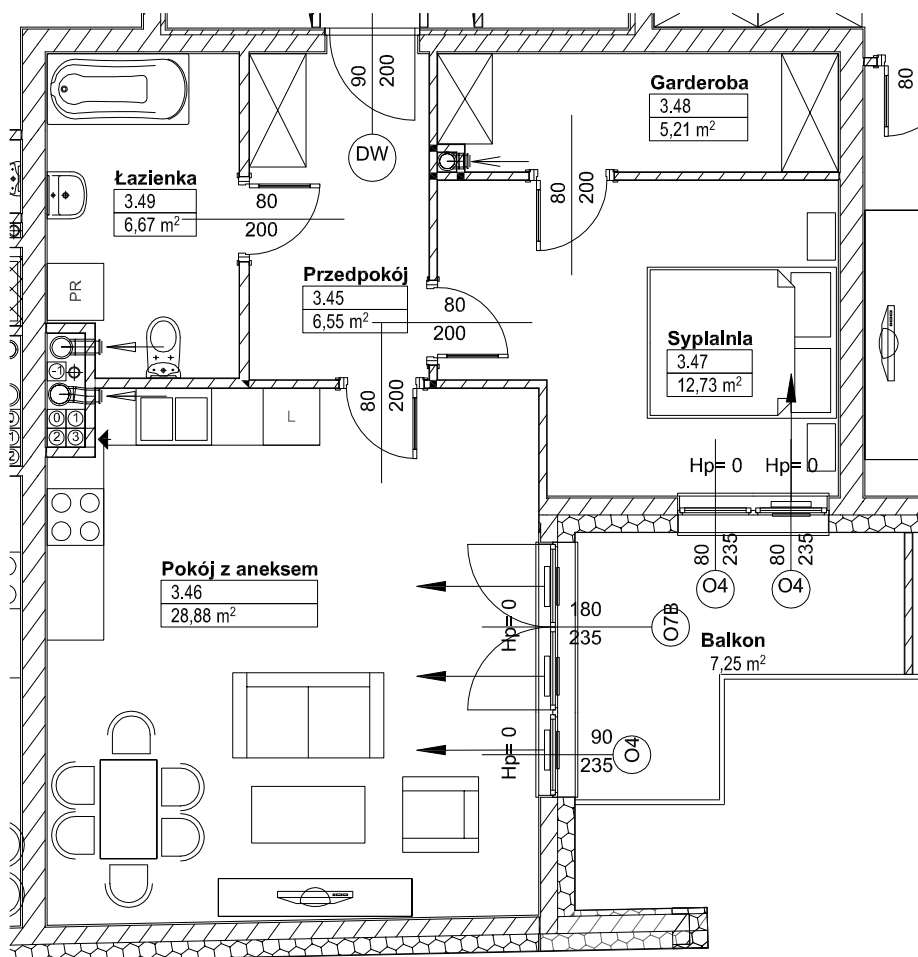 90
200
DW
Garderoba
3.48
5,21 m²
80
80
200
Łazienka
3.49
6,67 m²
80
200
PR
Przedpokój
3.45
6,55 m²
80
200
Sypialnia
3.47
12,73 m²
80
200
-1
0
1
2
3
L
Hp= 0
Hp= 0
80
235
80
235
O4
O4
Pokój z aneksem
3.46
28,88 m²
Hp= 0
180
235
O7B
Balkon
7,25 m²
Hp= 0
90
235
O4